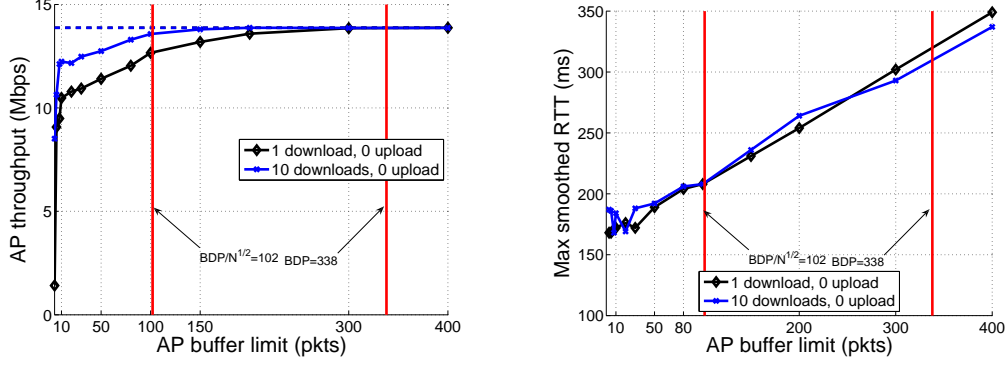 15
10
5
0
10
50
100
150
300
400
AP throughput (Mbps)
AP buffer limit (pkts)
1 download, 0 upload
10 downloads, 0 upload
BDP/N^1/2=102
BDP=338
350
300
250
200
150
100
10
50
80
200
300
400
Max smoothed RTT (ms)
AP buffer limit (pkts)
BDP/N^1/2=102
BDP=338
1 download, 0 upload
10 downloads, 0 upload